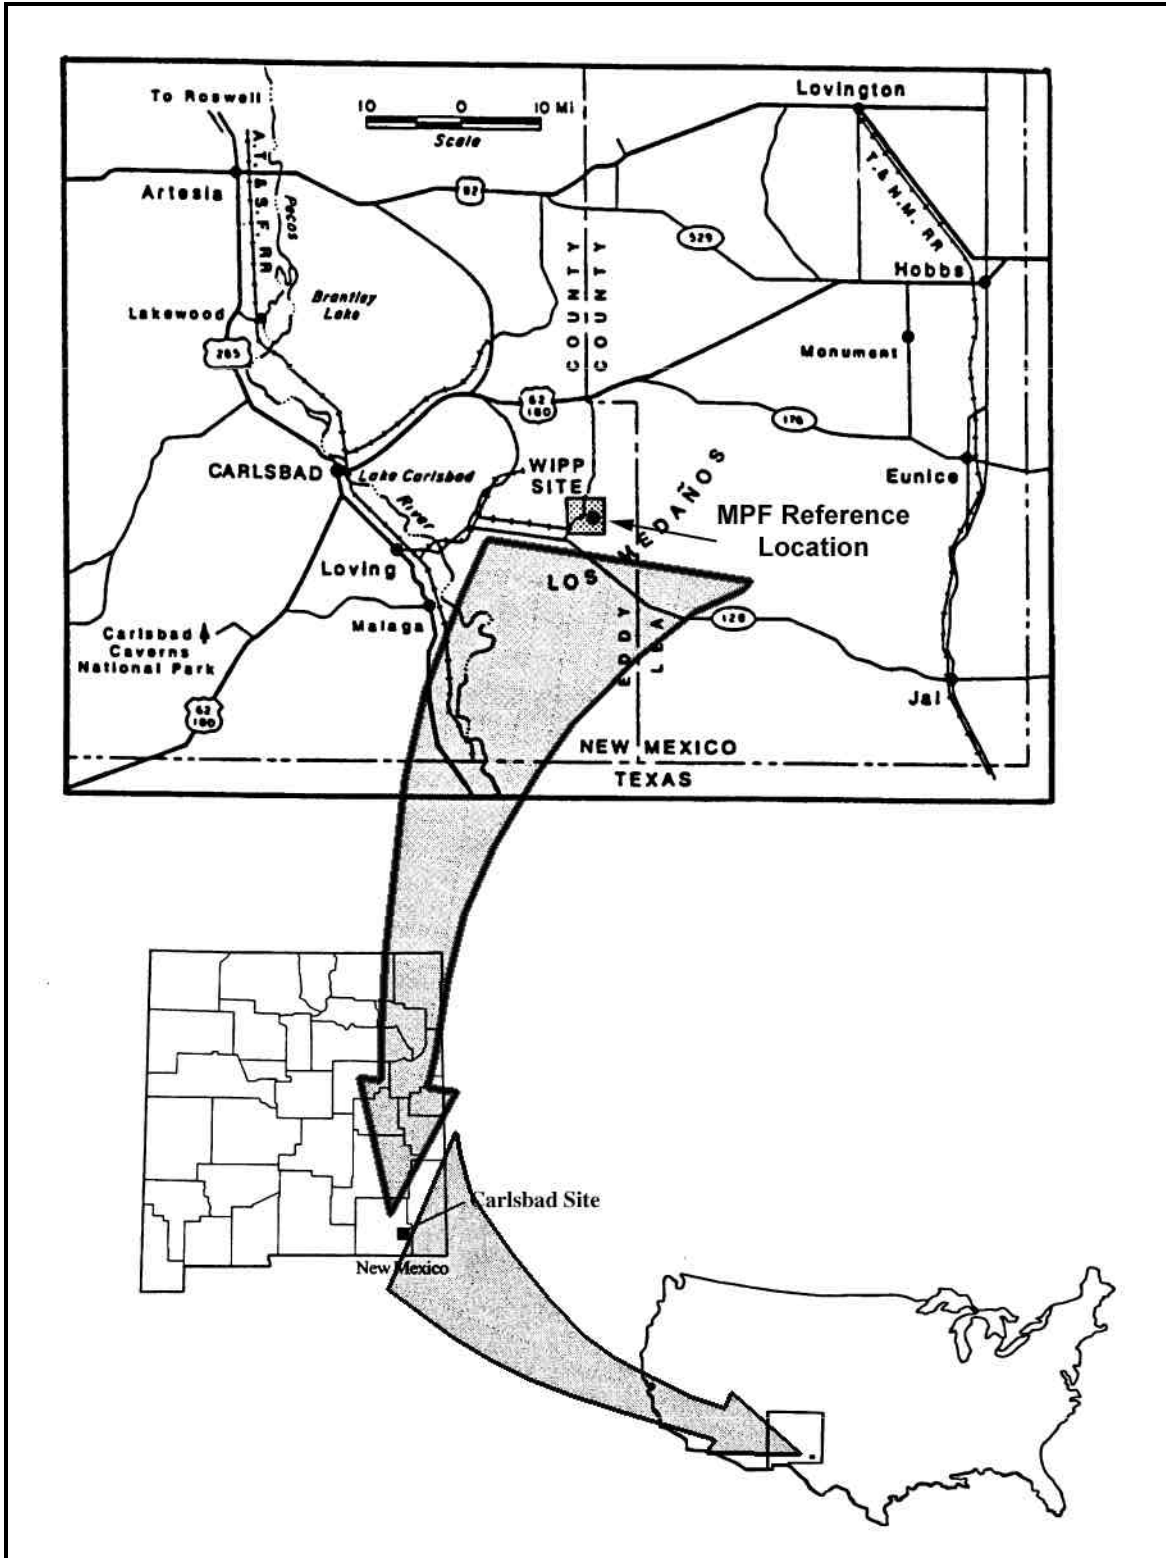 To Roswell
10 0 10 Mi
Scale
Lovington
A.T. & S.F. RR
Pecos
Artesia
82
T. & N.M. RR
529
COUNTY
COUNTY
Hobbs
Brantley
Lake
Lakewood
285
Monument
62
180
176
CARLSBAD
Lake Carlsbad
WIPP
SITE
Eunice
River
MPF Reference
Location
LOS MEDAÑOS
Loving
Malaga
128
EDDY
LEA
Carlsbad
Caverns
National Park
Jal
62
180
NEW MEXICO
TEXAS
Carlsbad Site
New Mexico